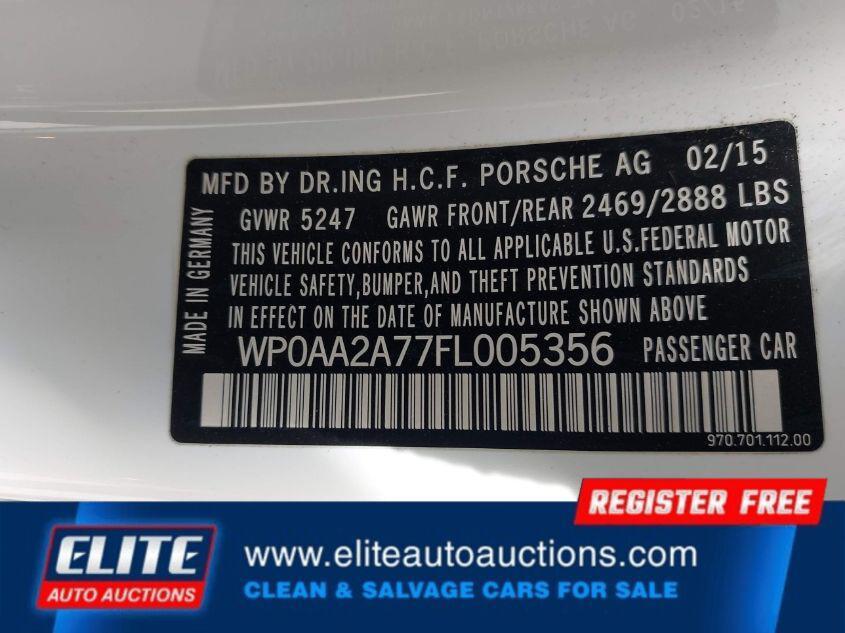 MFD BY DR.ING H.C.F. PORSCHE AG 02/15
GVWR 5247 GAWR FRONT/REAR 2469/2888 LBS
THIS VEHICLE CONFORMS TO ALL APPLICABLE U.S.FEDERAL MOTOR
VEHICLE SAFETY,BUMPER,AND THEFT PREVENTION STANDARDS
IN EFFECT ON THE DATE OF MANUFACTURE SHOWN ABOVE
MADE IN GERMANY
WP0AA2A77FL005356 PASSENGER CAR
970.701.112.00
REGISTER FREE
ELITE
AUTO AUCTIONS
www.eliteautoauctions.com
CLEAN & SALVAGE CARS FOR SALE